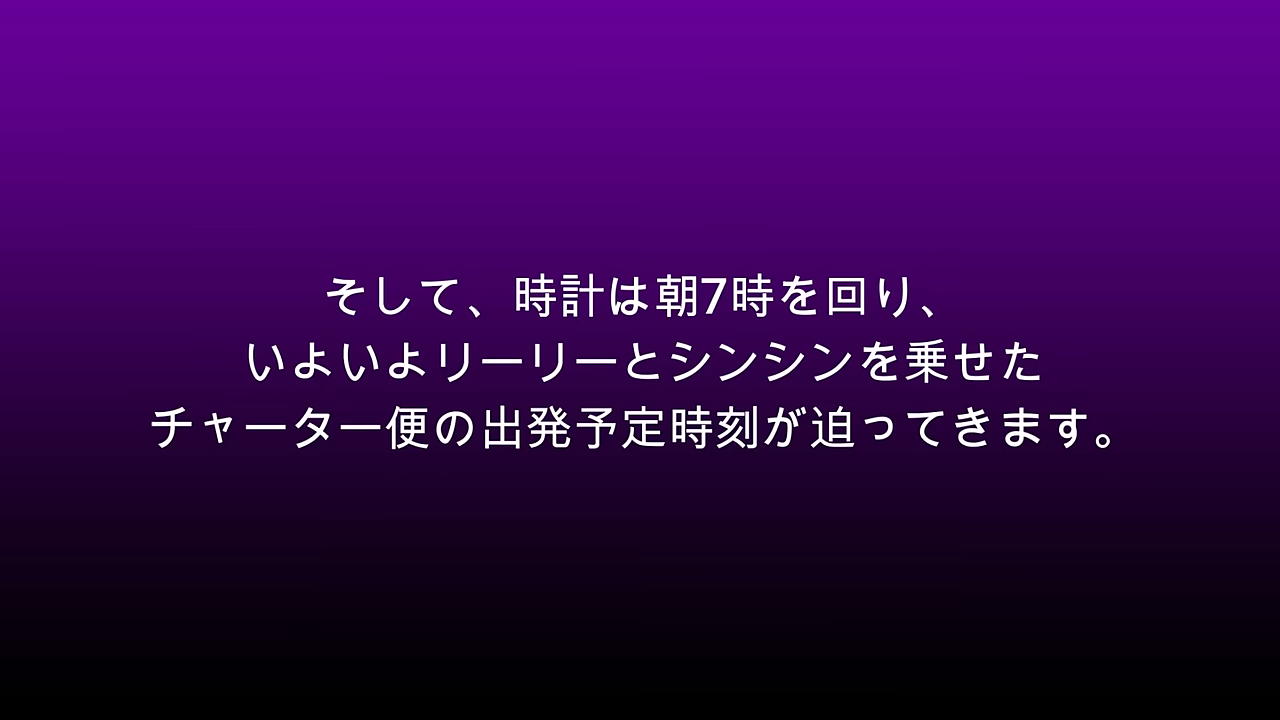 そして、時計は朝7時を回り、
いよいよリーリーとシンシンを乗せた
チャーター便の出発予定時刻が迫ってきます。